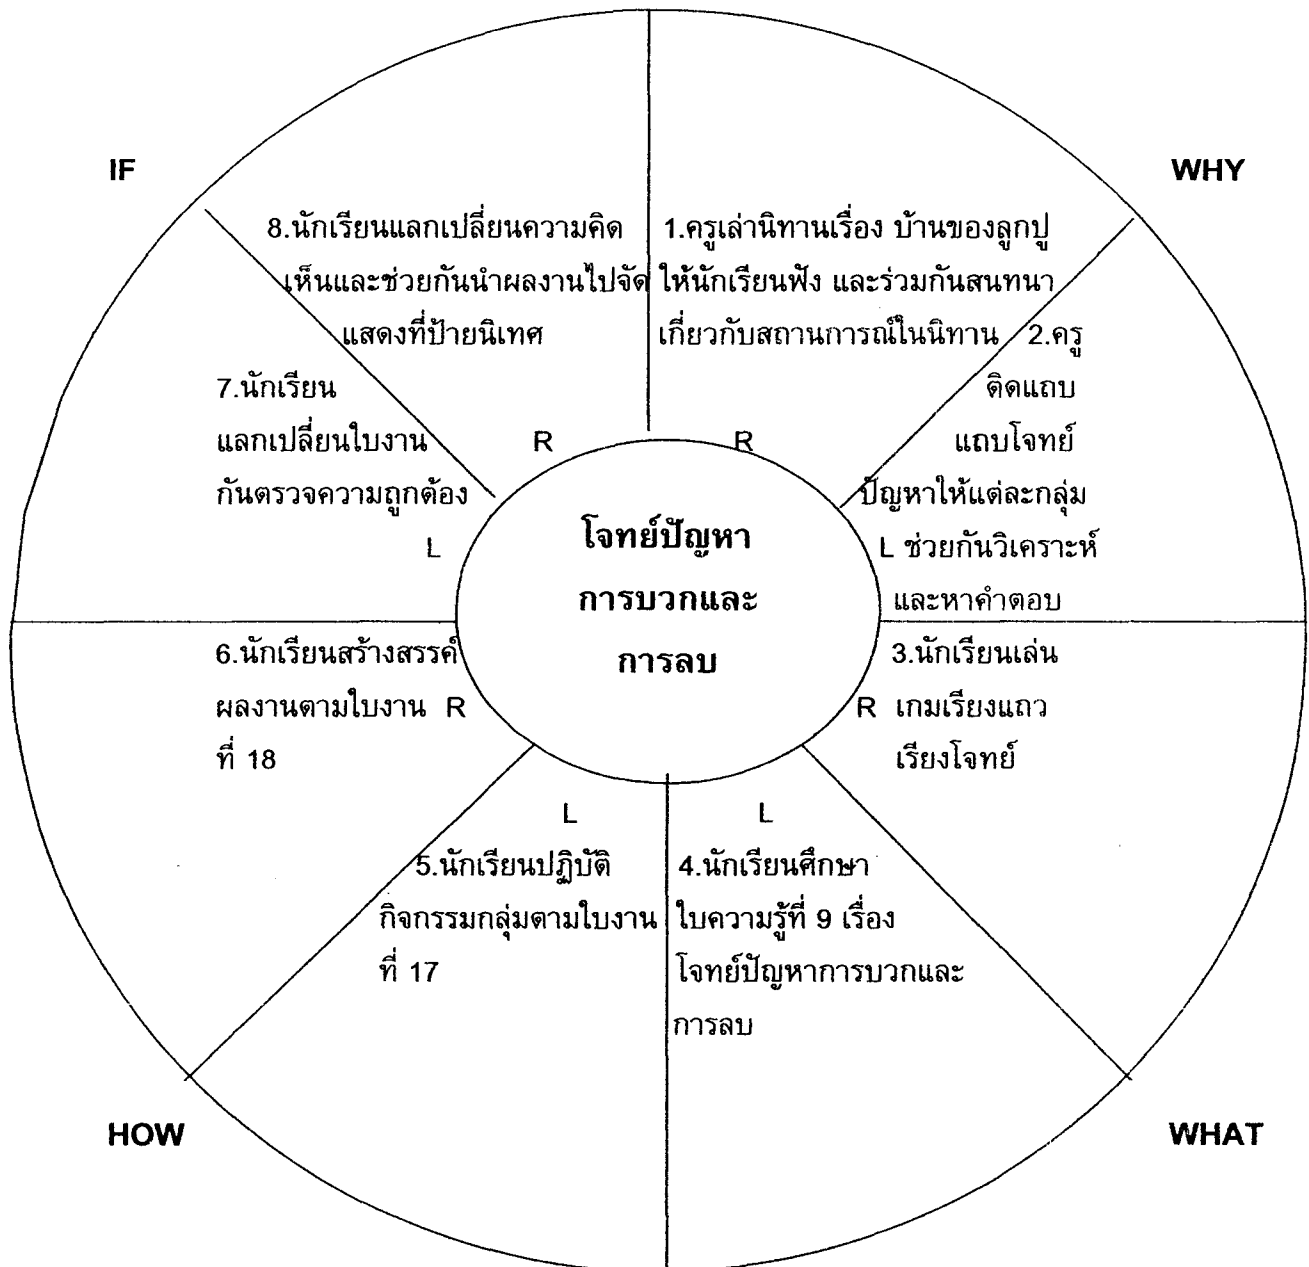 IF
WHY
8.นักเรียนแลกเปลี่ยนความคิด
เห็นและช่วยกันนำผลงานไปจัด
แสดงที่ป้ายนิเทศ
1.ครูเล่านิทานเรื่อง บ้านของลูกปู
ให้นักเรียนฟัง และร่วมกันสนทนา
เกี่ยวกับสถานการณ์ในนิทาน
2.ครู
ติดแถบ
แถบโจทย์
ปัญหาให้แต่ละกลุ่ม
L ช่วยกันวิเคราะห์
และหาคำตอบ
7.นักเรียน
แลกเปลี่ยนใบงาน
กันตรวจความถูกต้อง
L
R
R
โจทย์ปัญหา
การบวกและ
การลบ
6.นักเรียนสร้างสรรค์
ผลงานตามใบงาน R
ที่ 18
3.นักเรียนเล่น
R เกมเรียงแถว
เรียงโจทย์
L
5.นักเรียนปฏิบัติ
กิจกรรมกลุ่มตามใบงาน
ที่ 17
L
4.นักเรียนศึกษา
ใบความรู้ที่ 9 เรื่อง
โจทย์ปัญหาการบวกและ
การลบ
HOW
WHAT